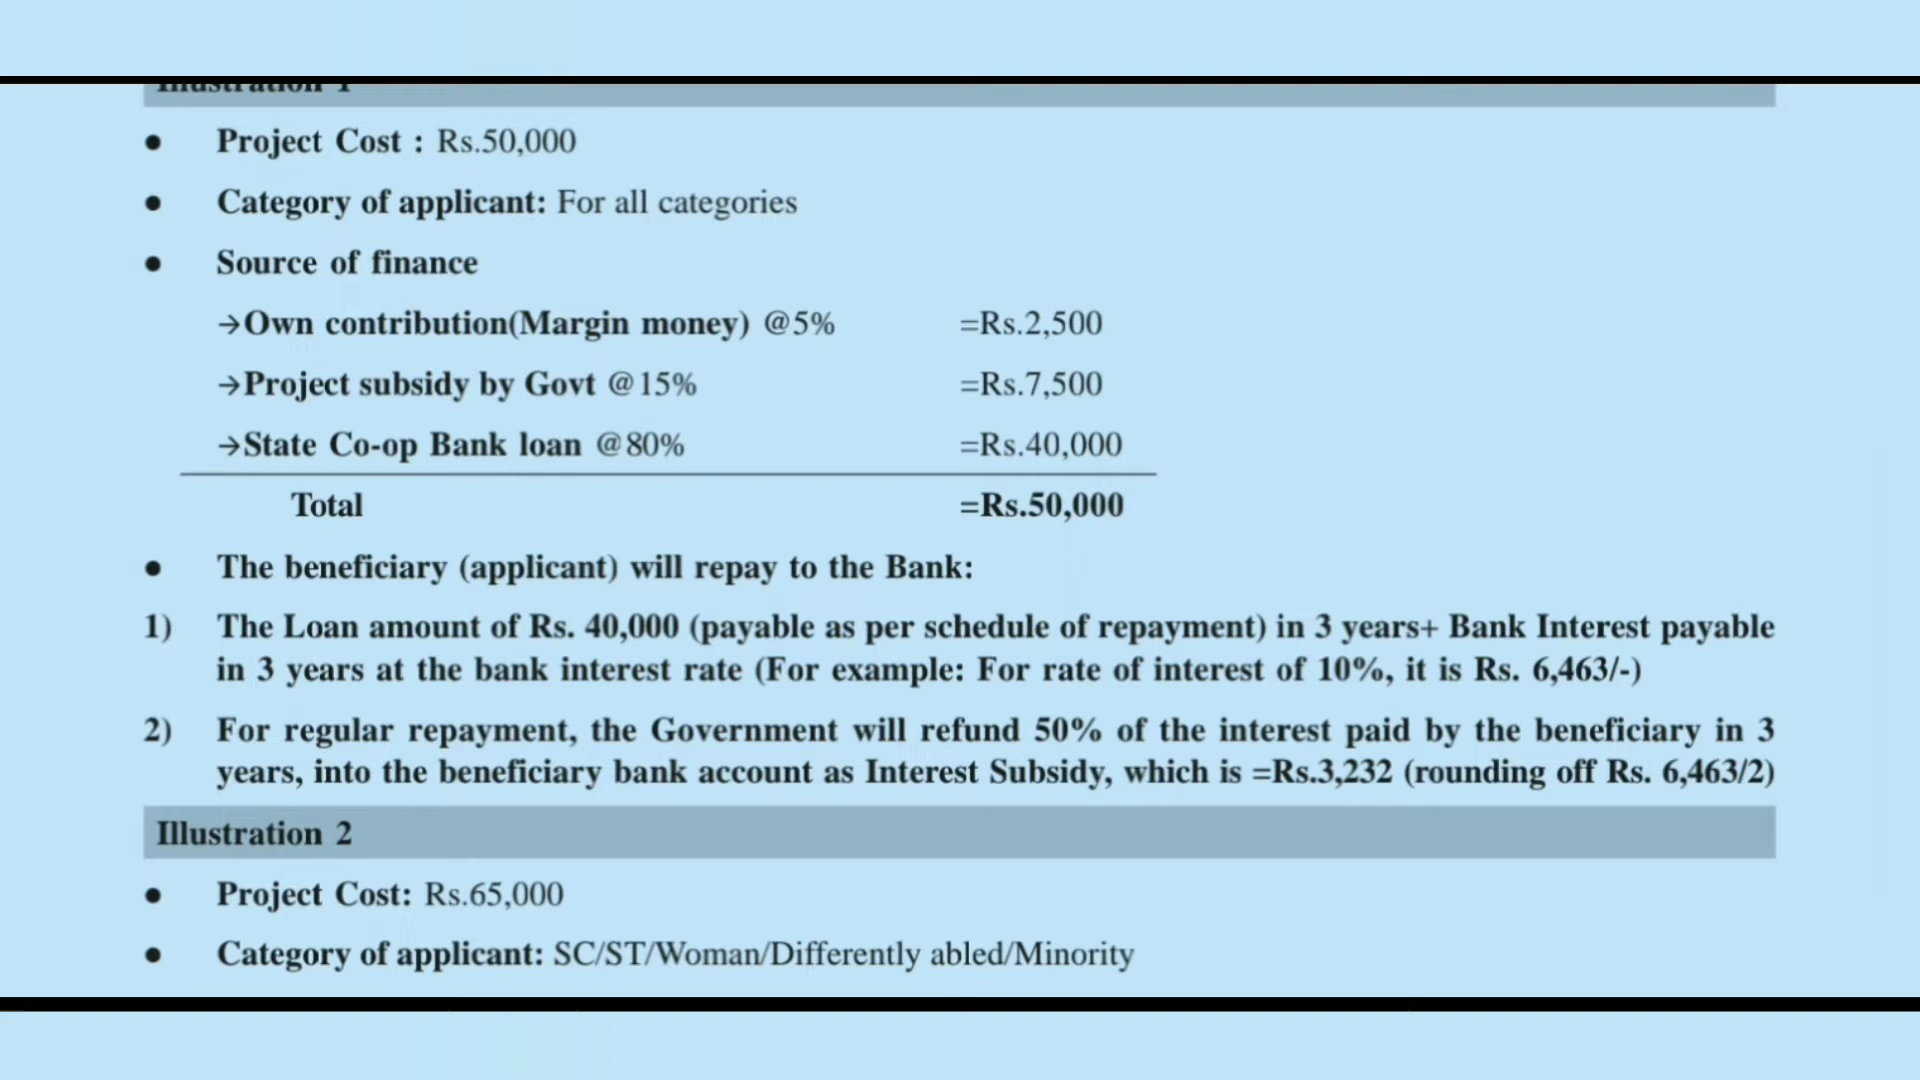 Illustration 1
● Project Cost : Rs.50,000
● Category of applicant: For all categories
● Source of finance
→Own contribution(Margin money) @5% =Rs.2,500
→Project subsidy by Govt @15% =Rs.7,500
→State Co-op Bank loan @80% =Rs.40,000
Total =Rs.50,000
● The beneficiary (applicant) will repay to the Bank:
1) The Loan amount of Rs. 40,000 (payable as per schedule of repayment) in 3 years+ Bank Interest payable
in 3 years at the bank interest rate (For example: For rate of interest of 10%, it is Rs. 6,463/-)
2) For regular repayment, the Government will refund 50% of the interest paid by the beneficiary in 3
years, into the beneficiary bank account as Interest Subsidy, which is =Rs.3,232 (rounding off Rs. 6,463/2)
Illustration 2
● Project Cost: Rs.65,000
● Category of applicant: SC/ST/Woman/Differently abled/Minority